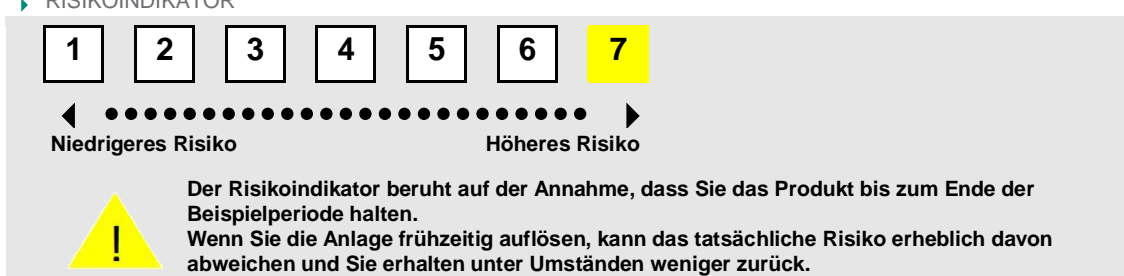 RISIKOINDIKATOR
1 2 3 4 5 6 7
Niedrigeres Risiko Höheres Risiko
Der Risikoindikator beruht auf der Annahme, dass Sie das Produkt bis zum Ende der
Beispielperiode halten.
Wenn Sie die Anlage frühzeitig auflösen, kann das tatsächliche Risiko erheblich davon
abweichen und Sie erhalten unter Umständen weniger zurück.
!